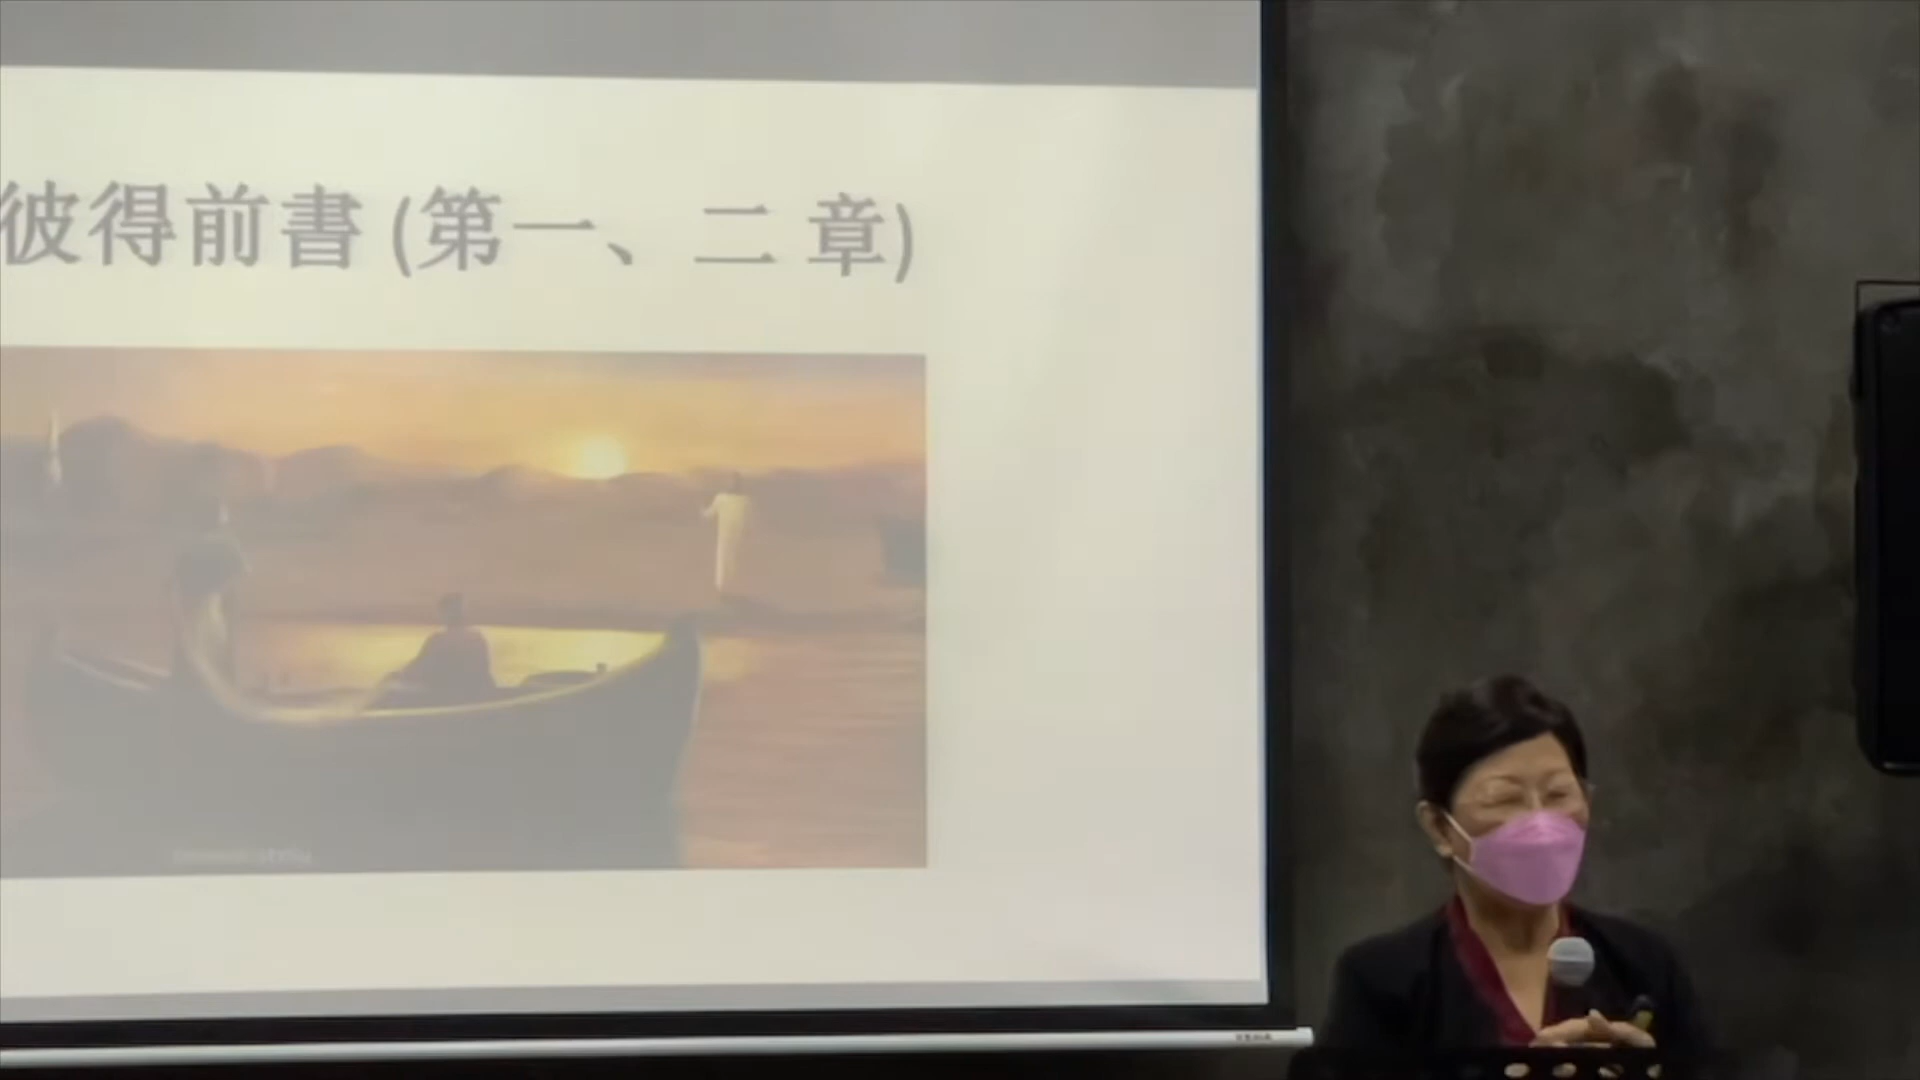 彼得前書 (第一、二 章)